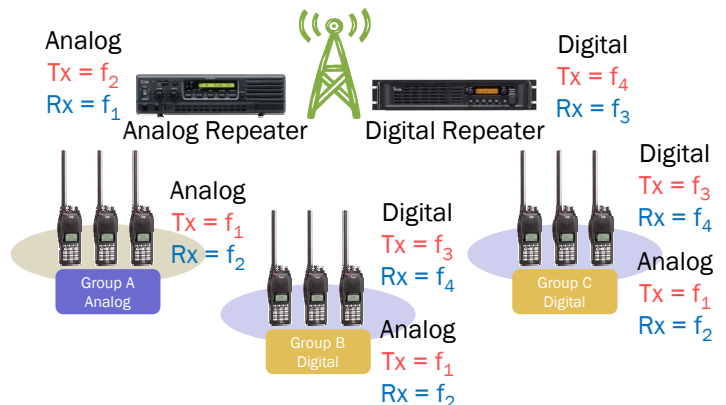 Analog
Tx = f₂
Rx = f₁
Analog Repeater
Digital Repeater
Digital
Tx = f₄
Rx = f₃
Analog
Tx = f₁
Rx = f₂
Group A
Analog
Digital
Tx = f₃
Rx = f₄
Analog
Tx = f₁
Rx = f₂
Group B
Digital
Digital
Tx = f₃
Rx = f₄
Analog
Tx = f₁
Rx = f₂
Group C
Digital